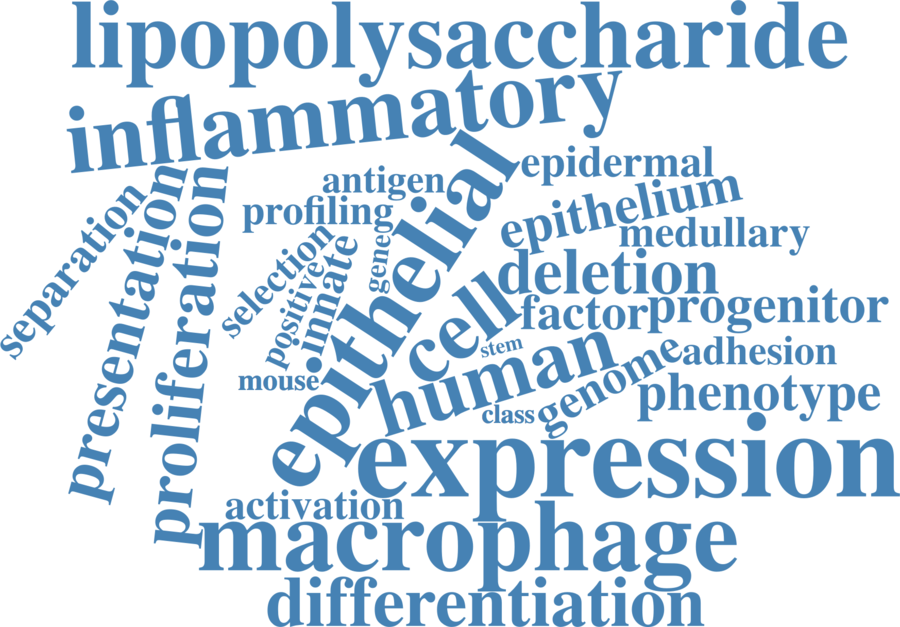 lipopolysaccharide
inflammatory
epidermal
antigen
epithelium
separation
presentation
proliferation
profiling
gene
epithelial
medullary
selection
positive
innate
deletion
cell
factor
progenitor
stem
adhesion
mouse
human
genome
phenotype
class
expression
activation
macrophage
differentiation